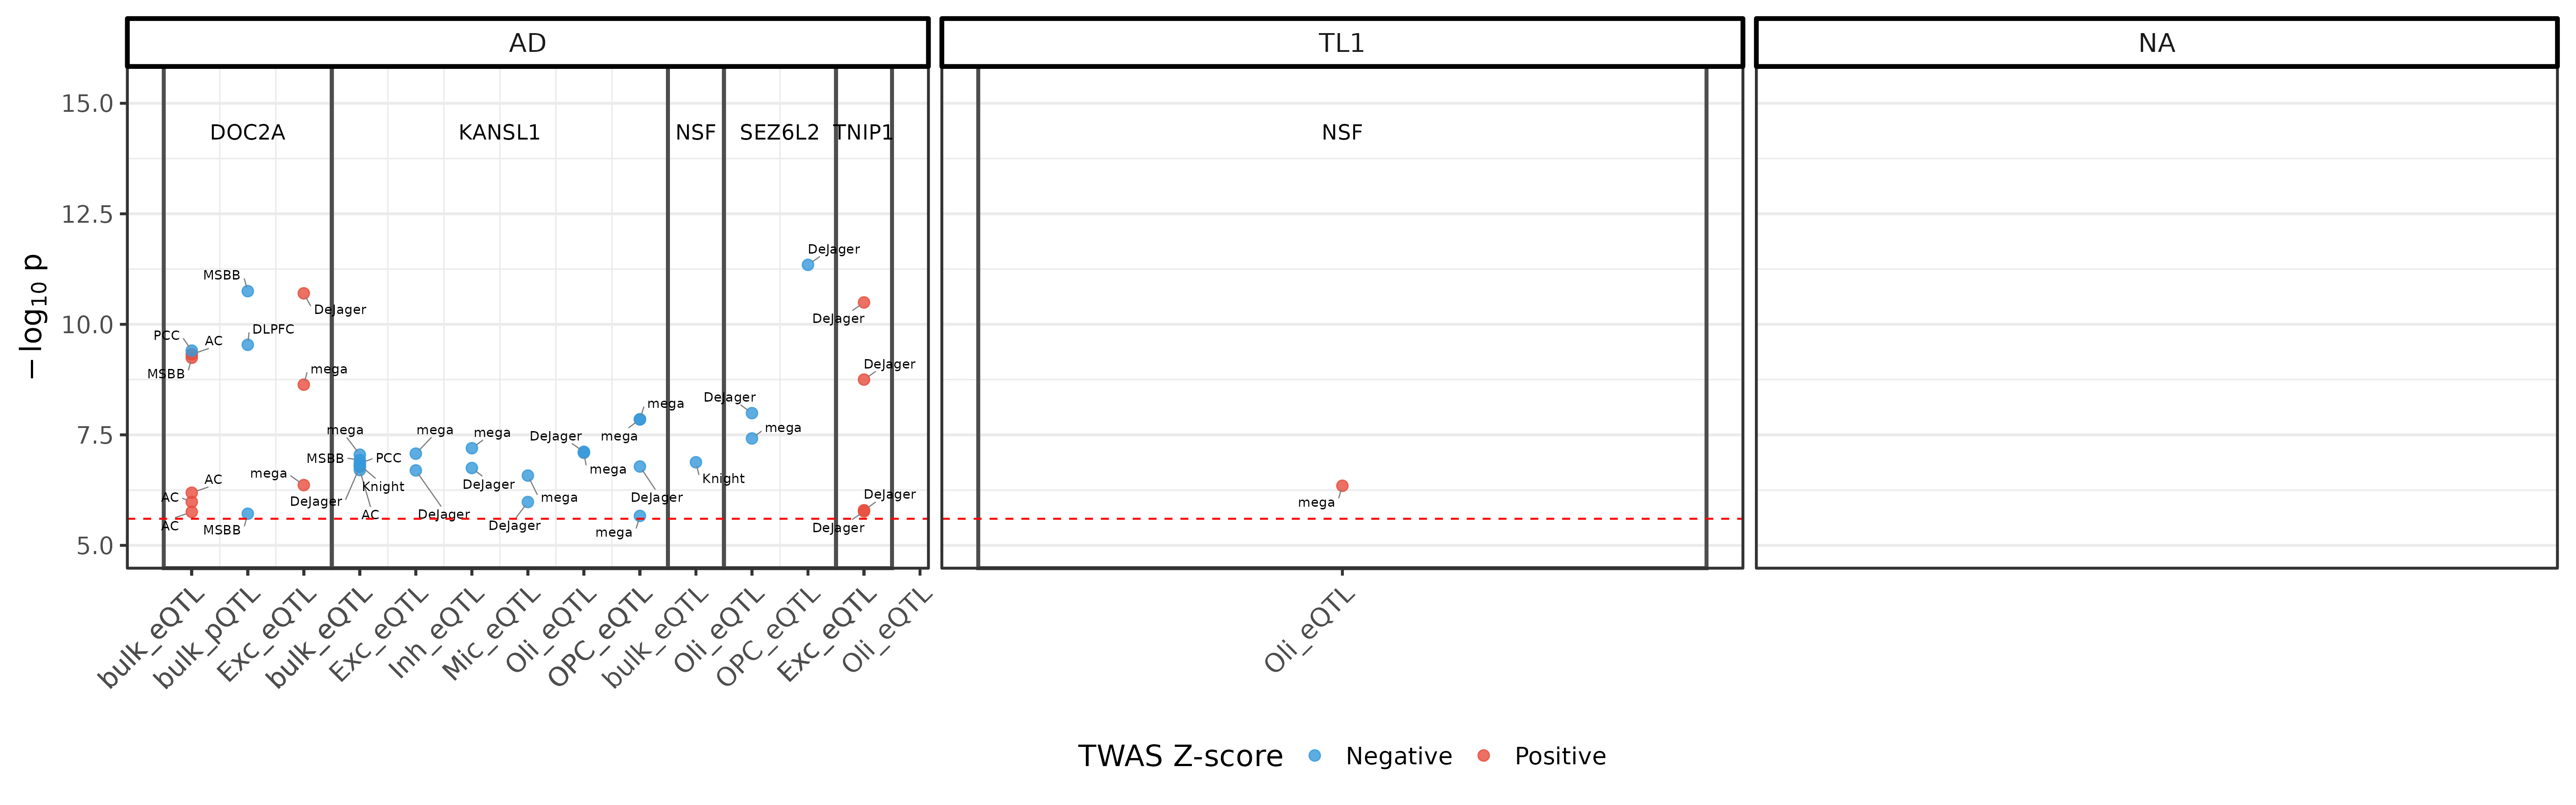 AD
TL1
NA
15.0
12.5
10.0
7.5
5.0
− log10 p
DOC2A
KANSL1
NSF
SEZ6L2
TNIP1
NSF
DeJager
MSBB
DeJager
DeJager
DLPFC
PCC
AC
MSBB
mega
DeJager
DeJager
mega
mega
mega
mega
mega
DeJager
mega
DeJager
mega
MSBB
PCC
mega
AC
mega
DeJager
Knight
DeJager
mega
DeJager
Knight
AC
DeJager
AC
DeJager
mega
DeJager
DeJager
AC
MSBB
DeJager
mega
DeJager
mega
bulk_eQTL
bulk_pQTL
Exc_eQTL
bulk_eQTL
Exc_eQTL
Inh_eQTL
Mic_eQTL
Oli_eQTL
OPC_eQTL
bulk_eQTL
Oli_eQTL
OPC_eQTL
Exc_eQTL
Oli_eQTL
Oli_eQTL
TWAS Z-score Negative Positive